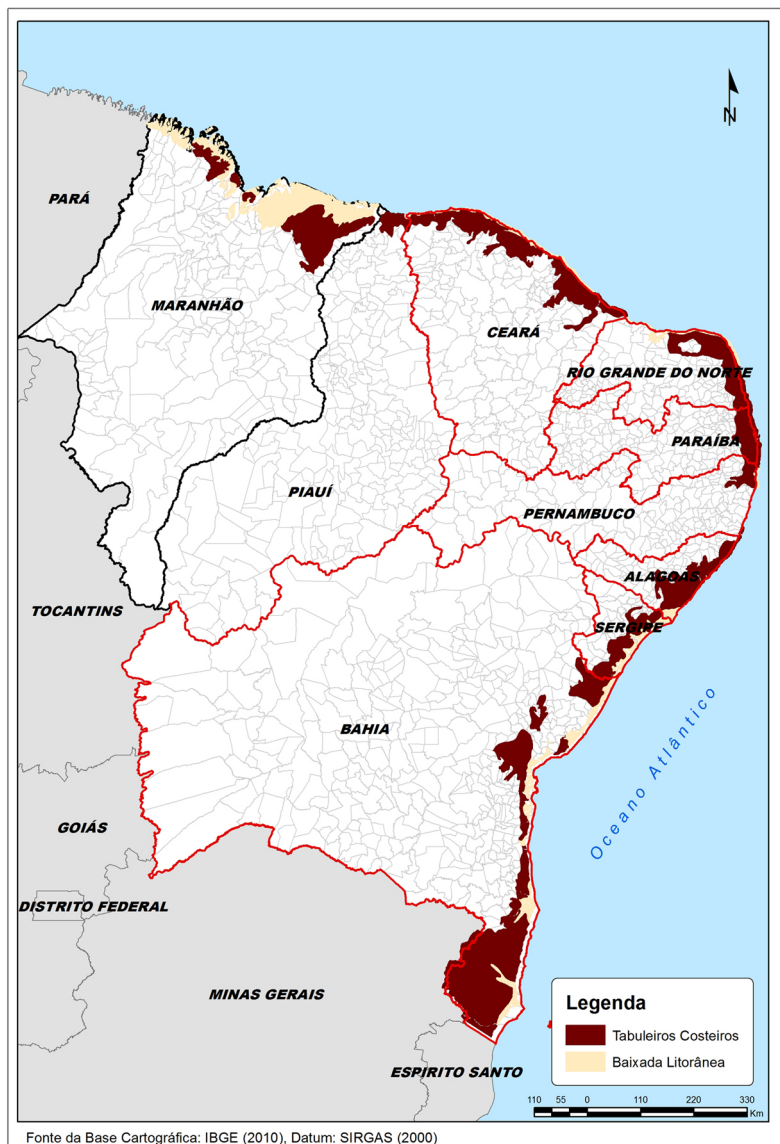 N
PARÁ
MARANHÃO
CEARÁ
RIO GRANDE DO NORTE
PARAÍBA
PIAUÍ
PERNAMBUCO
ALAGOAS
TOCANTINS
SERGIPE
BAHIA
Oceano Atlântico
GOIÁS
DISTRITO FEDERAL
MINAS GERAIS
ESPÍRITO SANTO
Legenda
Tabuleiros Costeiros
Baixada Litorânea
110 55 0 110 220 330
Km
Fonte da Base Cartográfica: IBGE (2010), Datum: SIRGAS (2000)